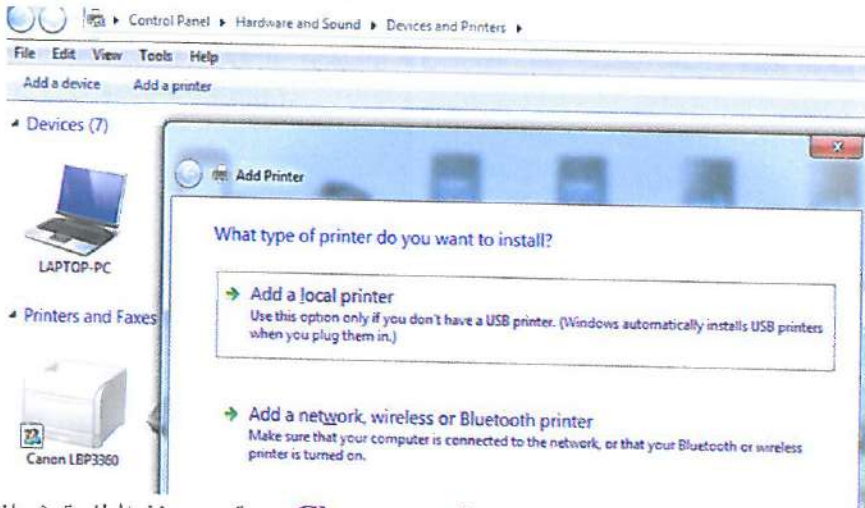 Control Panel ▸ Hardware and Sound ▸ Devices and Printers ▸
File Edit View Tools Help
Add a device Add a printer
Devices (7)
LAPTOP-PC
Printers and Faxes
Canon LBP3360
Add Printer
What type of printer do you want to install?
Add a local printer
Use this option only if you don't have a USB printer. (Windows automatically installs USB printers
when you plug them in.)
Add a network, wireless or Bluetooth printer
Make sure that your computer is connected to the network, or that your Bluetooth or wireless
printer is turned on.